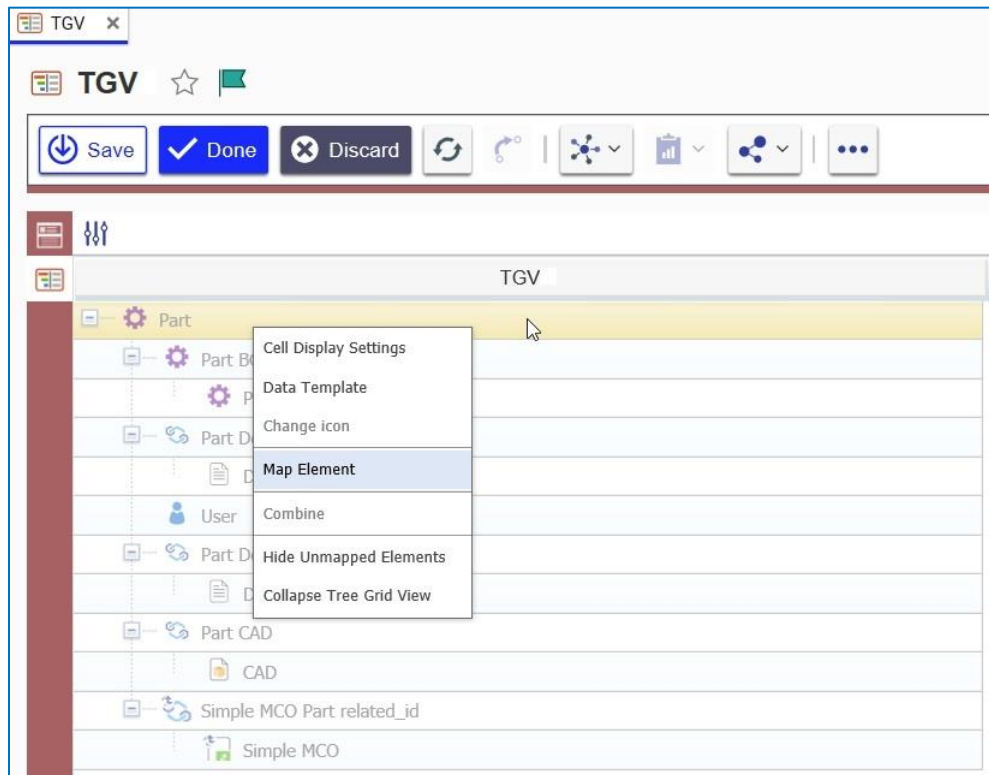 TGV
TGV
Save Done Discard
TGV
Part
Cell Display Settings
Part B
Data Template
P
Change icon
Part D
Map Element
D
Combine
User
Hide Unmapped Elements
Part D
Collapse Tree Grid View
D
Part CAD
CAD
Simple MCO Part related_id
Simple MCO